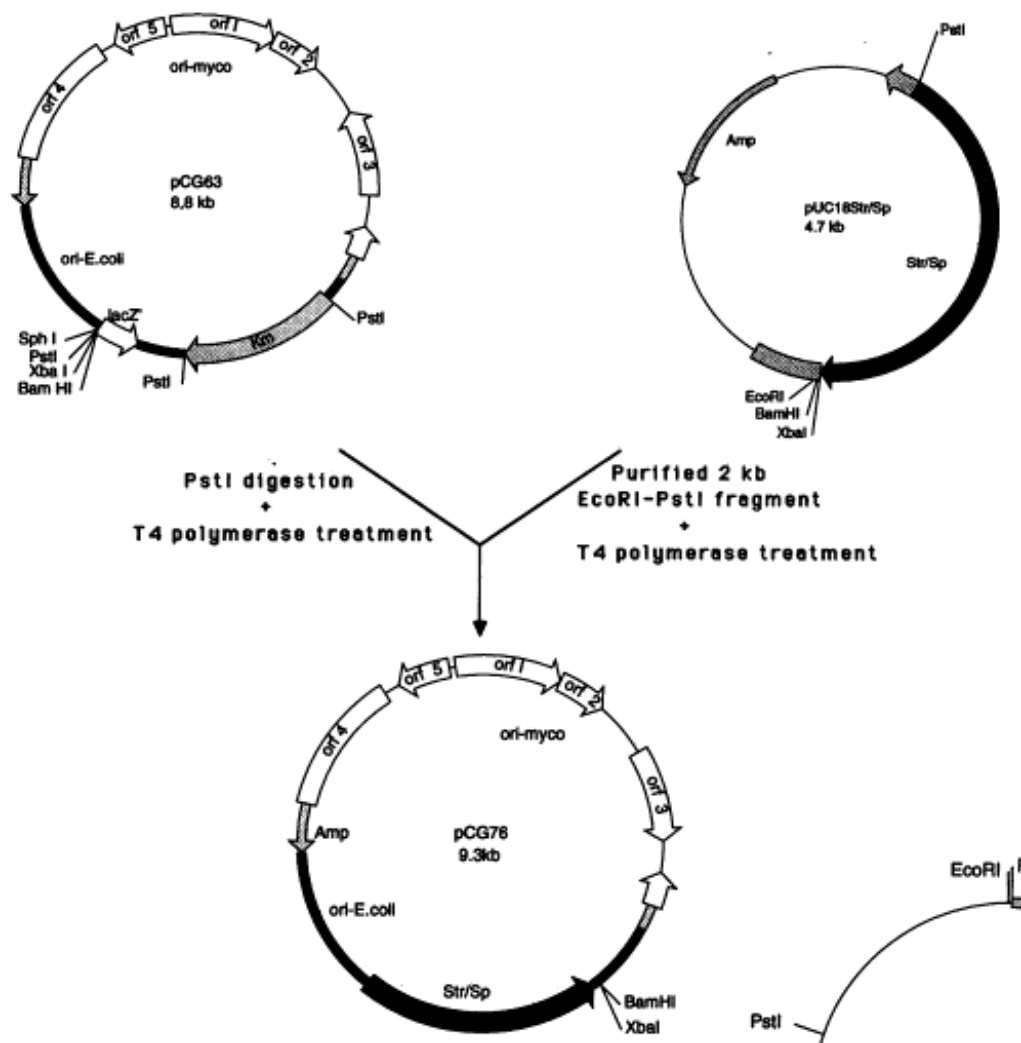 orf 5
orf 1
orf 2
ori-myco
orf 4
orf 3
pCG63
8,8 kb
ori-E.coli
lacZ'
Sph I
PstI
Xba I
Bam HI
Km
PstI
PstI
PstI
Amp
pUC18Str/Sp
4.7 kb
Str/Sp
EcoRI
BamHI
XbaI
PstI digestion
+
T4 polymerase treatment
Purified 2 kb
EcoRI-PstI fragment
+
T4 polymerase treatment
orf 5
orf 1
orf 2
ori-myco
orf 4
orf 3
Amp
pCG76
9.3kb
ori-E.coli
Str/Sp
BamHI
XbaI
EcoRI
PstI